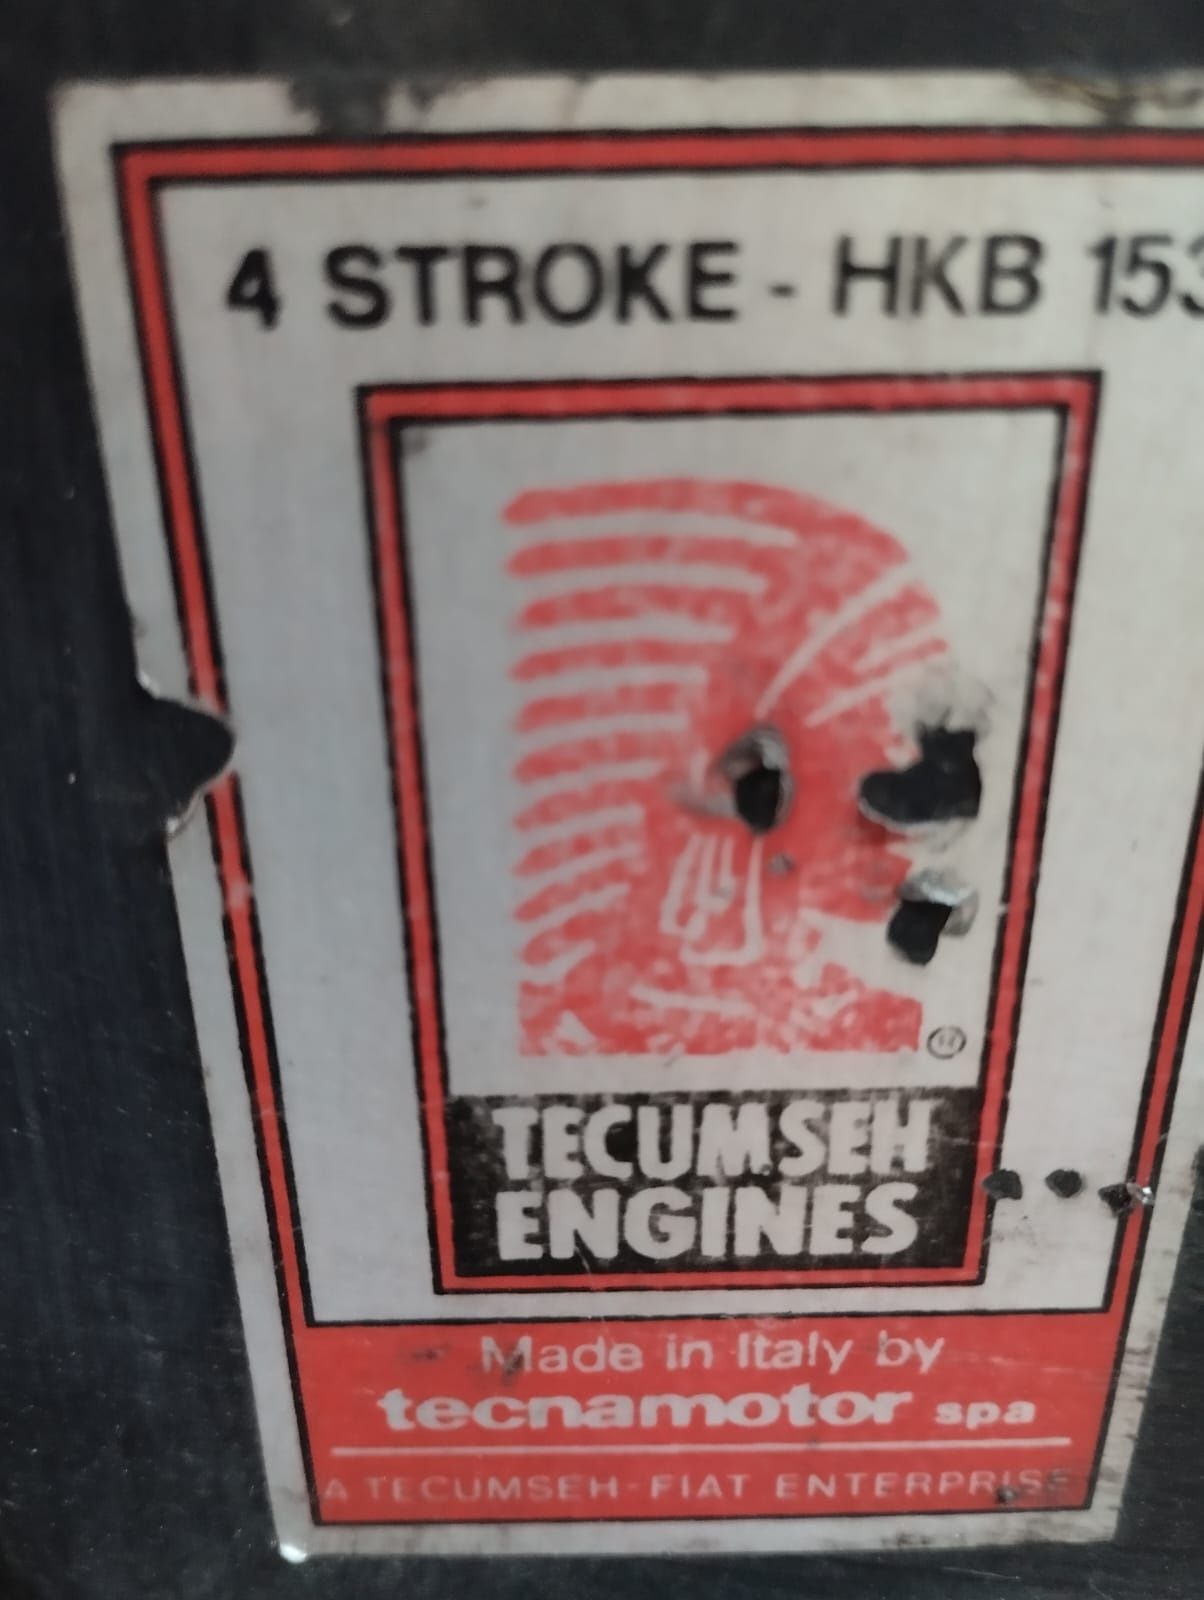 4 STROKE - HKB 153
TECUMSEH
ENGINES
Made in Italy by
tecnamotor spa
A TECUMSEH-FIAT ENTERPRISE